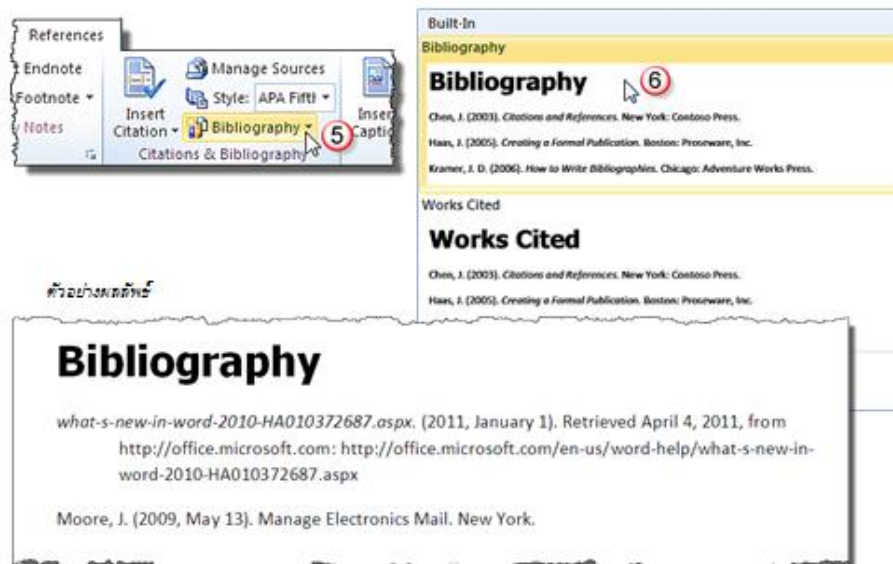 References
Endnote
Footnote
Notes
Insert
Citation
Manage Sources
Style: APA Fifth
Bibliography
5
Citations & Bibliography
Built-In
Bibliography
Bibliography
6
Chen, J. (2003). Citations and References. New York: Contoso Press.
Haas, J. (2005). Creating a Formal Publication. Boston: Proseware, Inc.
Kramer, J. D. (2006). How to Write Bibliographies. Chicago: Adventure Works Press.
Works Cited
Works Cited
Chen, J. (2003). Citations and References. New York: Contoso Press.
Haas, J. (2005). Creating a Formal Publication. Boston: Proseware, Inc.
ตัวอย่างผลลัพธ์
Bibliography
what-s-new-in-word-2010-HA010372687.aspx. (2011, January 1). Retrieved April 4, 2011, from
http://office.microsoft.com: http://office.microsoft.com/en-us/word-help/what-s-new-in-
word-2010-HA010372687.aspx
Moore, J. (2009, May 13). Manage Electronics Mail. New York.